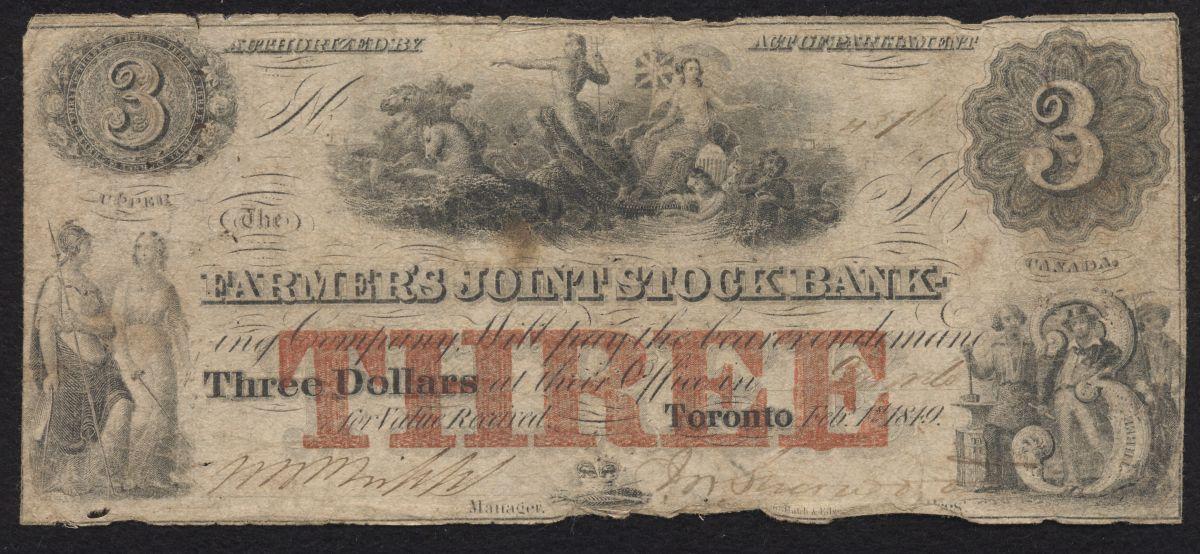 3
AUTHORIZED BY
ACT OF PARLIAMENT
3
No
A
UPPER
CANADA.
The
FARMERS JOINT STOCK BANK-
ing Company, Will pay the bearer on demand
THREE
Three Dollars at their Office in
for Value Received Toronto Feb. 1st 1849.
3
Manager.
Hatch &